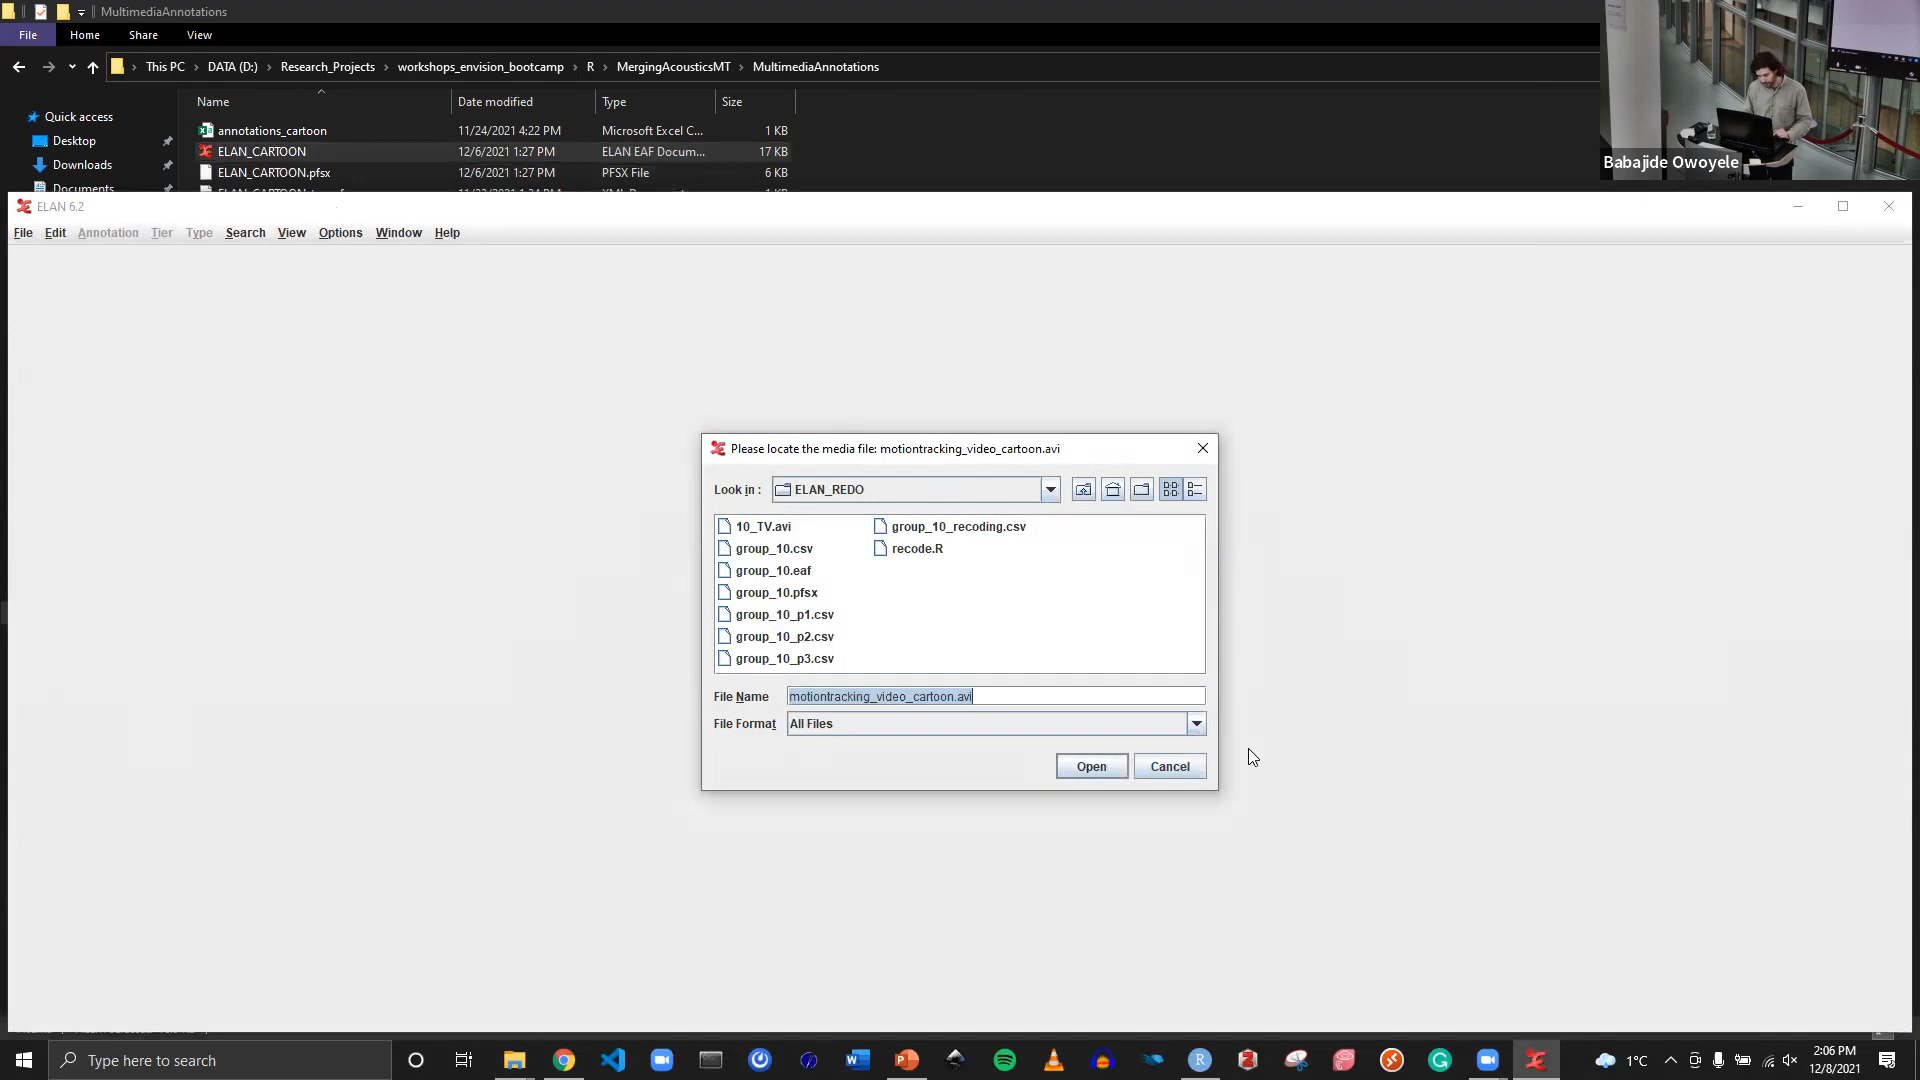 MultimediaAnnotations
File Home Share View
This PC DATA (D:) Research_Projects workshops_envision_bootcamp R MergingAcousticsMT MultimediaAnnotations
Name Date modified Type Size
Quick access
annotations_cartoon 11/24/2021 4:22 PM Microsoft Excel C... 1 KB
Desktop
ELAN_CARTOON 12/6/2021 1:27 PM ELAN EAF Docum... 17 KB
Downloads
ELAN_CARTOON.pfsx 12/6/2021 1:27 PM PFSX File 6 KB
Documents
Babajide Owoyele
ELAN 6.2
File Edit Annotation Tier Type Search View Options Window Help
Please locate the media file: motiontracking_video_cartoon.avi
Look in : ELAN_REDO
10_TV.avi
group_10.csv
group_10.eaf
group_10.pfsx
group_10_p1.csv
group_10_p2.csv
group_10_p3.csv
group_10_recoding.csv
recode.R
File Name motiontracking_video_cartoon.avi
File Format All Files
Open Cancel
Type here to search
1°C
2:06 PM
12/8/2021